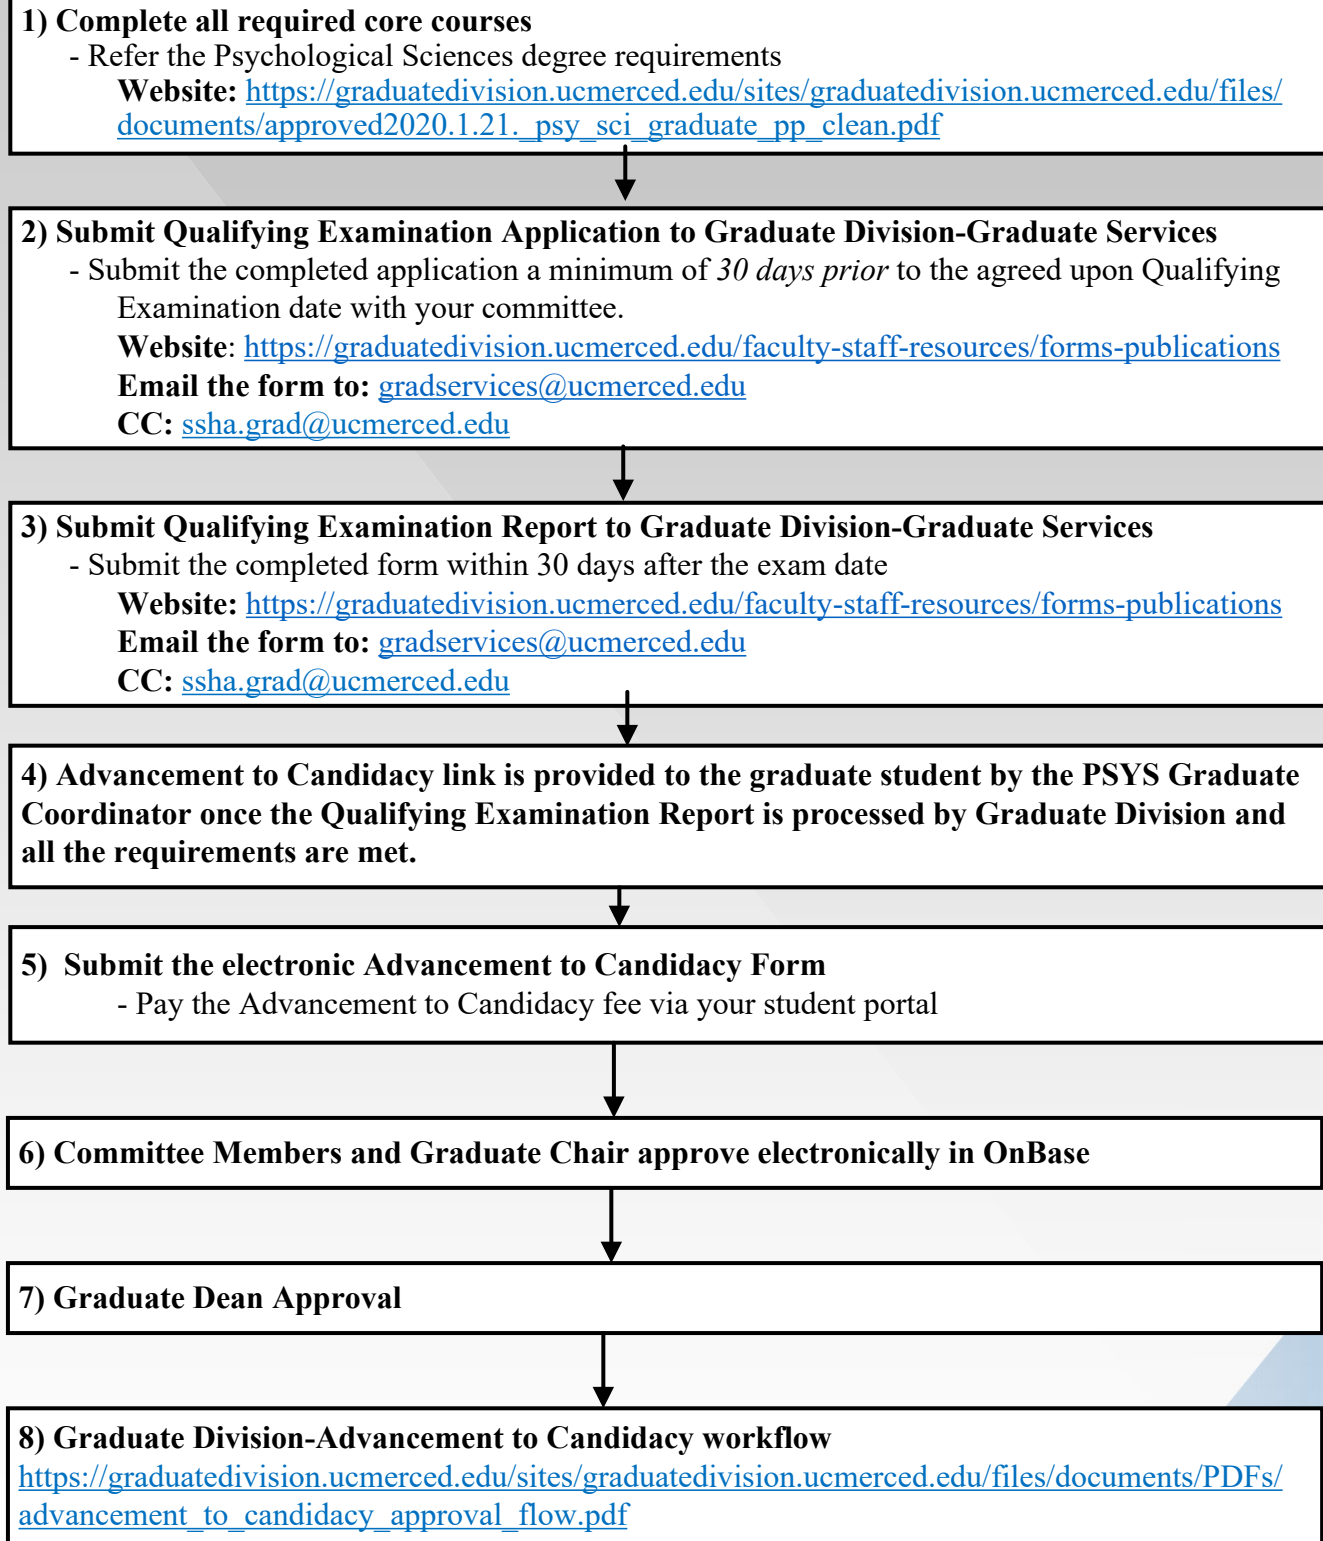 1) Complete all required core courses
- Refer the Psychological Sciences degree requirements
Website: https://graduatedivision.ucmerced.edu/sites/graduatedivision.ucmerced.edu/files/
documents/approved2020.1.21._psy_sci_graduate_pp_clean.pdf
2) Submit Qualifying Examination Application to Graduate Division-Graduate Services
- Submit the completed application a minimum of 30 days prior to the agreed upon Qualifying
Examination date with your committee.
Website: https://graduatedivision.ucmerced.edu/faculty-staff-resources/forms-publications
Email the form to: gradservices@ucmerced.edu
CC: ssha.grad@ucmerced.edu
3) Submit Qualifying Examination Report to Graduate Division-Graduate Services
- Submit the completed form within 30 days after the exam date
Website: https://graduatedivision.ucmerced.edu/faculty-staff-resources/forms-publications
Email the form to: gradservices@ucmerced.edu
CC: ssha.grad@ucmerced.edu
4) Advancement to Candidacy link is provided to the graduate student by the PSYS Graduate
Coordinator once the Qualifying Examination Report is processed by Graduate Division and
all the requirements are met.
5) Submit the electronic Advancement to Candidacy Form
- Pay the Advancement to Candidacy fee via your student portal
6) Committee Members and Graduate Chair approve electronically in OnBase
7) Graduate Dean Approval
8) Graduate Division-Advancement to Candidacy workflow
https://graduatedivision.ucmerced.edu/sites/graduatedivision.ucmerced.edu/files/documents/PDFs/
advancement_to_candidacy_approval_flow.pdf